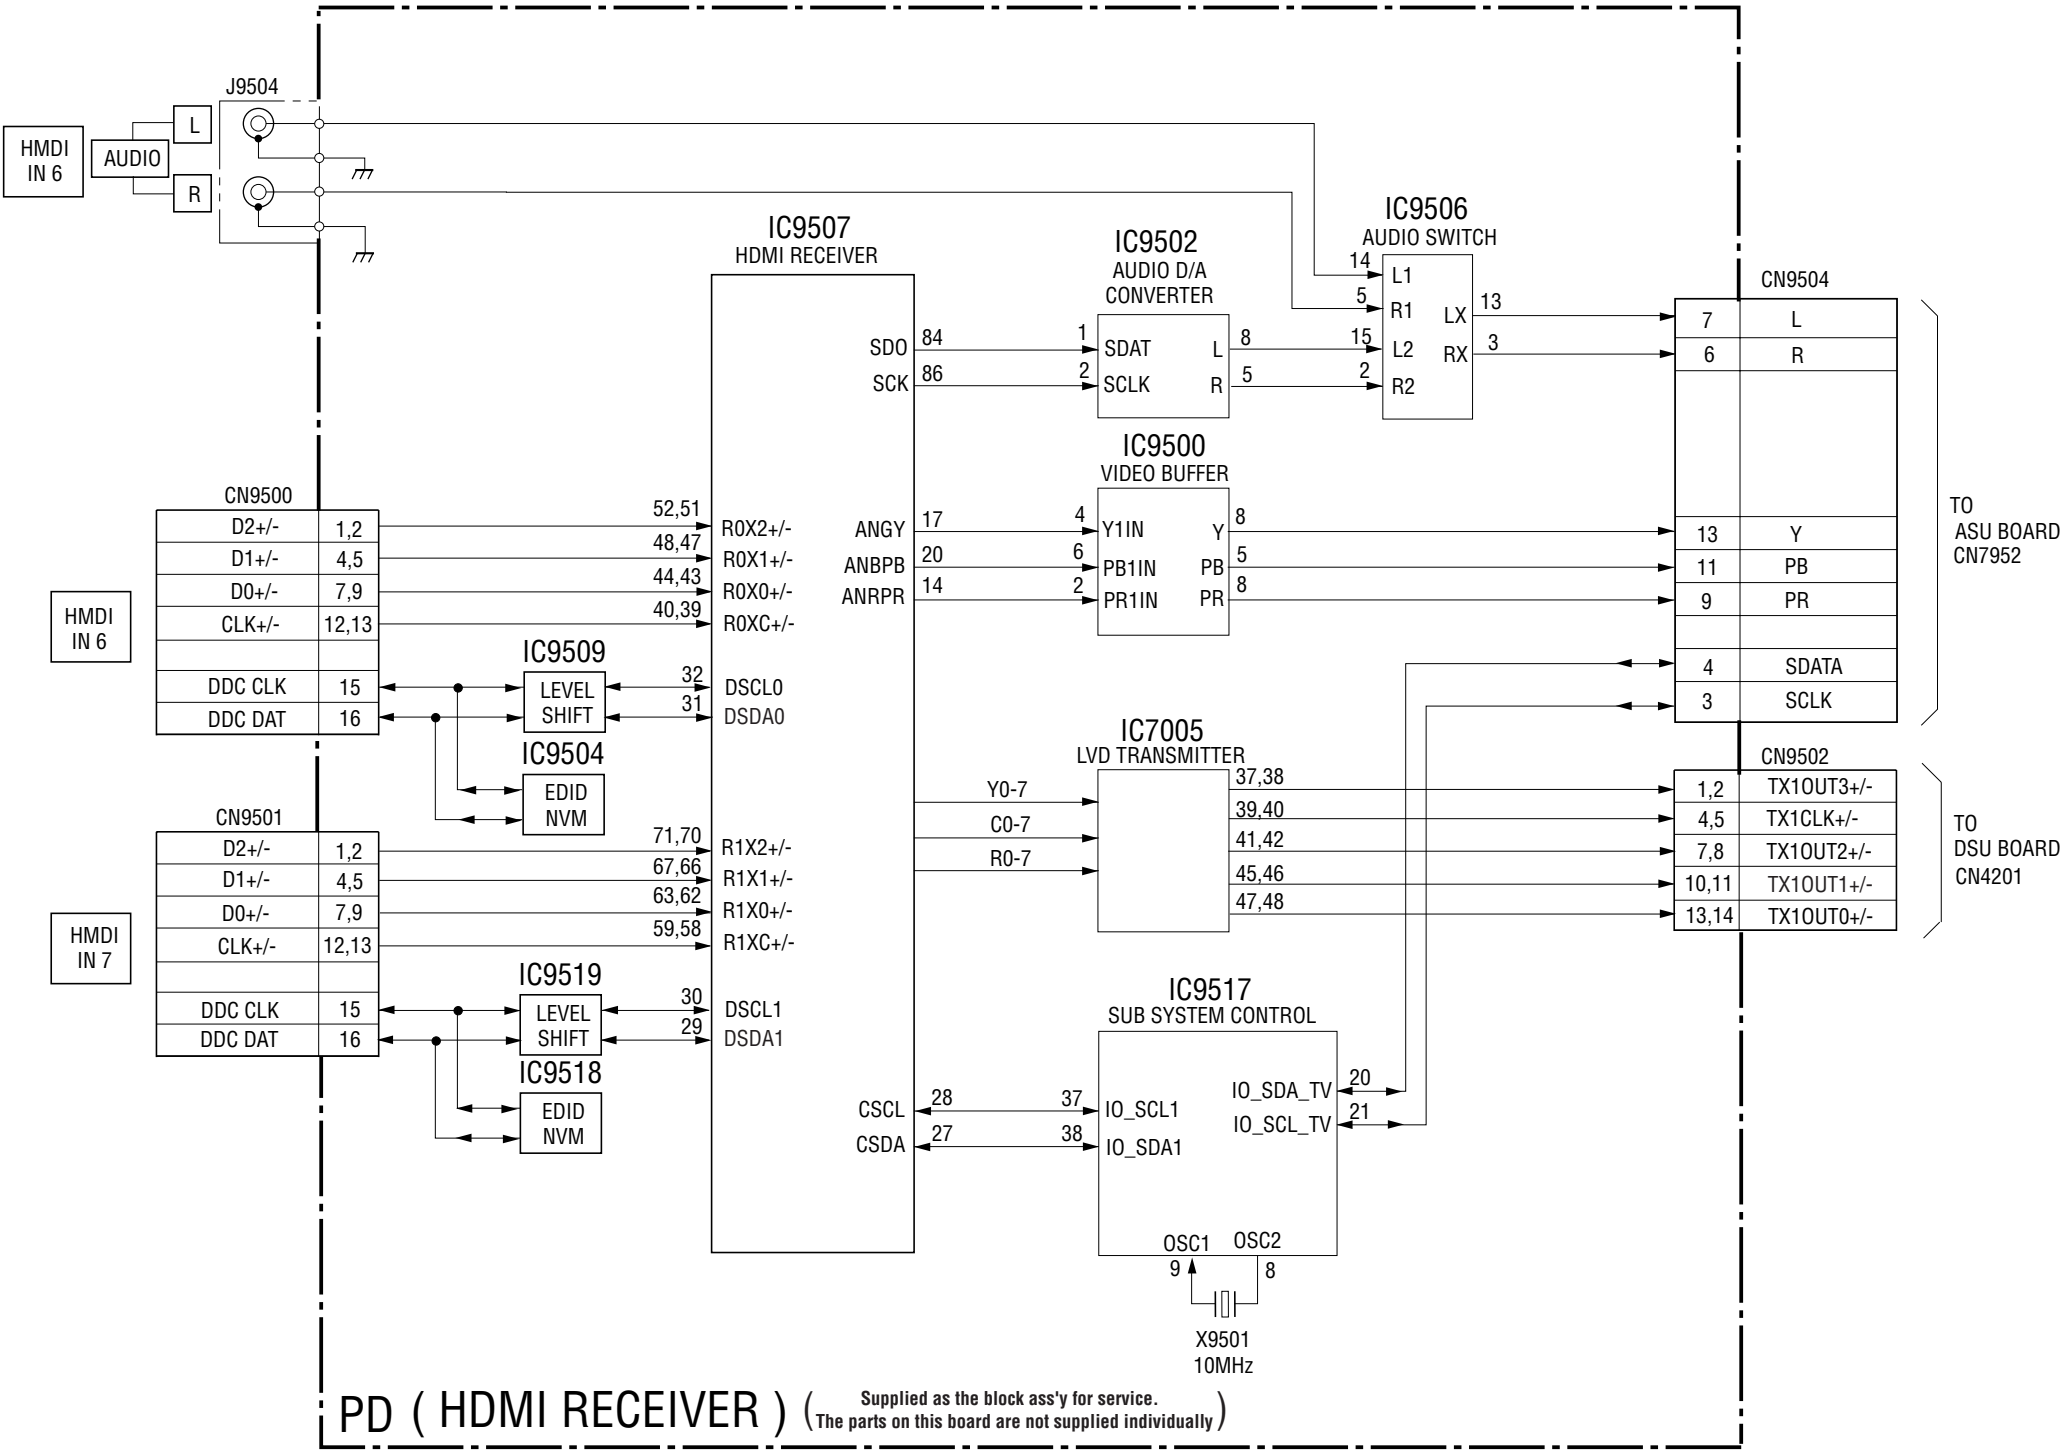 J9504
L
HMDI
IN 6
AUDIO
R
IC9507
HDMI RECEIVER
SDO 84
SCK 86
IC9502
AUDIO D/A
CONVERTER
1 SDAT L 8
2 SCLK R 5
IC9506
AUDIO SWITCH
14 L1
5 R1 LX 13
15 L2 RX 3
2 R2
CN9504
7 L
6 R
13 Y
11 PB
9 PR
4 SDATA
3 SCLK
TO
ASU BOARD
CN7952
IC9500
VIDEO BUFFER
ANGY 17 4 Y1IN Y 8
ANBPB 20 6 PB1IN PB 5
ANRPR 14 2 PR1IN PR 8
CN9500
D2+/- 1,2 52,51 R0X2+/-
D1+/- 4,5 48,47 R0X1+/-
D0+/- 7,9 44,43 R0X0+/-
CLK+/- 12,13 40,39 R0XC+/-
HMDI
IN 6
DDC CLK 15
DDC DAT 16
IC9509
LEVEL
SHIFT
32 DSCL0
31 DSDA0
IC9504
EDID
NVM
IC7005
LVD TRANSMITTER
Y0-7
C0-7
R0-7
37,38
39,40
41,42
45,46
47,48
CN9502
1,2 TX1OUT3+/-
4,5 TX1CLK+/-
7,8 TX1OUT2+/-
10,11 TX1OUT1+/-
13,14 TX1OUT0+/-
TO
DSU BOARD
CN4201
CN9501
D2+/- 1,2 71,70 R1X2+/-
D1+/- 4,5 67,66 R1X1+/-
D0+/- 7,9 63,62 R1X0+/-
CLK+/- 12,13 59,58 R1XC+/-
HMDI
IN 7
DDC CLK 15
DDC DAT 16
IC9519
LEVEL
SHIFT
30 DSCL1
29 DSDA1
IC9518
EDID
NVM
IC9517
SUB SYSTEM CONTROL
CSCL 28 37 IO_SCL1
CSDA 27 38 IO_SDA1
IO_SDA_TV 20
IO_SCL_TV 21
OSC1 OSC2
9 8
X9501
10MHz
PD ( HDMI RECEIVER )
(Supplied as the block ass'y for service.
The parts on this board are not supplied individually)